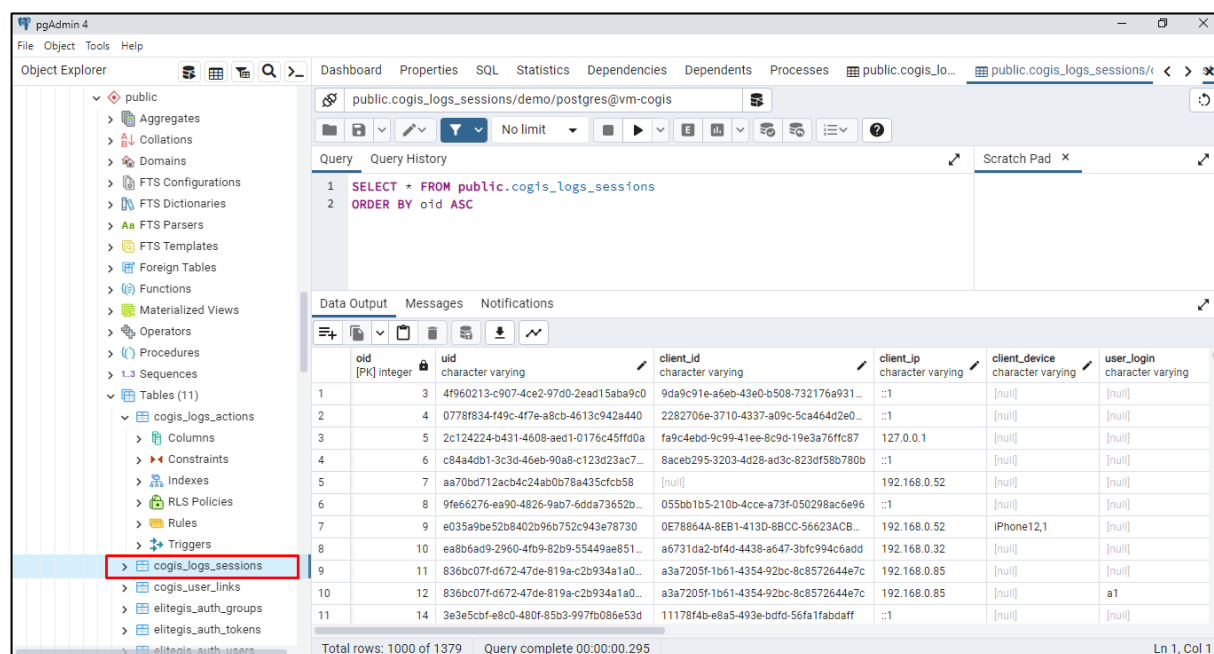 pgAdmin 4
File Object Tools Help
Object Explorer
Dashboard Properties SQL Statistics Dependencies Dependents Processes public.cogis_lo... public.cogis_logs_sessions/
public
Aggregates
Collations
Domains
FTS Configurations
FTS Dictionaries
FTS Parsers
FTS Templates
Foreign Tables
Functions
Materialized Views
Operators
Procedures
1..3 Sequences
Tables (11)
cogis_logs_actions
Columns
Constraints
Indexes
RLS Policies
Rules
Triggers
cogis_logs_sessions
cogis_user_links
elitegis_auth_groups
elitegis_auth_tokens
elitegis_auth_users
public.cogis_logs_sessions/demo/postgres@vm-cogis
No limit
Query Query History
Scratch Pad
1 SELECT * FROM public.cogis_logs_sessions
2 ORDER BY oid ASC
Data Output Messages Notifications
oid uid client_id client_ip client_device user_login
[PK] integer character varying character varying character varying character varying character varying
1 3 4f960213-c907-4ce2-97d0-2ead15aba9c0 9da9c91e-a6eb-43e0-b508-732176a931... ::1 [null] [null]
2 4 0778f834-f49c-4f7e-a8cb-4613c942a440 2282706e-3710-4337-a09c-5ca464d2e0... ::1 [null] [null]
3 5 2c124224-b431-4608-aed1-0176c45ffd0a fa9c4ebd-9c99-41ee-8c9d-19e3a76ffc87 127.0.0.1 [null] [null]
4 6 c84a4db1-3c3d-46eb-90a8-c123d23ac7... 8aceb295-3203-4d28-ad3c-823df58b780b ::1 [null] [null]
5 7 aa70bd712acb4c24ab0b78a435cfcb58 [null] 192.168.0.52 [null] [null]
6 8 9fe66276-ea90-4826-9ab7-6dda73652b... 055bb1b5-210b-4cce-a73f-050298ac6e96 ::1 [null] [null]
7 9 e035a9be52b8402b96b752c943e78730 0E78864A-8EB1-413D-8BCC-56623ACB... 192.168.0.52 iPhone12,1 [null]
8 10 ea8b6ad9-2960-4fb9-82b9-55449ae851... a6731da2-bf4d-4438-a647-3bfc994c6add 192.168.0.32 [null] [null]
9 11 836bc07f-d672-47de-819a-c2b934a1a0... a3a7205f-1b61-4354-92bc-8c8572644e7c 192.168.0.85 [null] [null]
10 12 836bc07f-d672-47de-819a-c2b934a1a0... a3a7205f-1b61-4354-92bc-8c8572644e7c 192.168.0.85 [null] a1
11 14 3e3e5cbf-e8c0-480f-85b3-997fb086e53d 11178f4b-e8a5-493e-bdfd-56fa1fabdaff ::1 [null] [null]
Total rows: 1000 of 1379 Query complete 00:00:00.295 Ln 1, Col 1